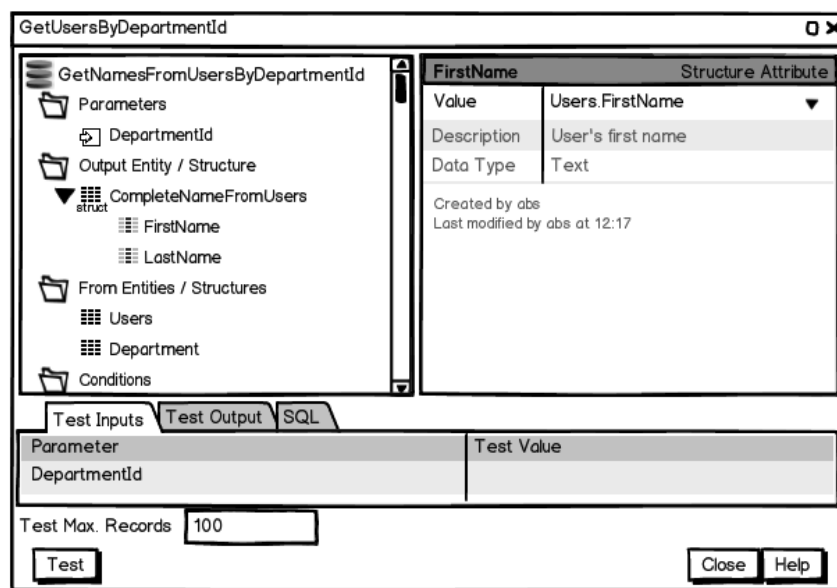 GetUsersByDepartmentId
GetNamesFromUsersByDepartmentId
Parameters
DepartmentId
Output Entity / Structure
CompleteNameFromUsers
struct
FirstName
LastName
From Entities / Structures
Users
Department
Conditions
FirstName Structure Attribute
Value Users.FirstName
Description User's first name
Data Type Text
Created by abs
Last modified by abs at 12:17
Test Inputs Test Output SQL
Parameter Test Value
DepartmentId
Test Max. Records 100
Test Close Help